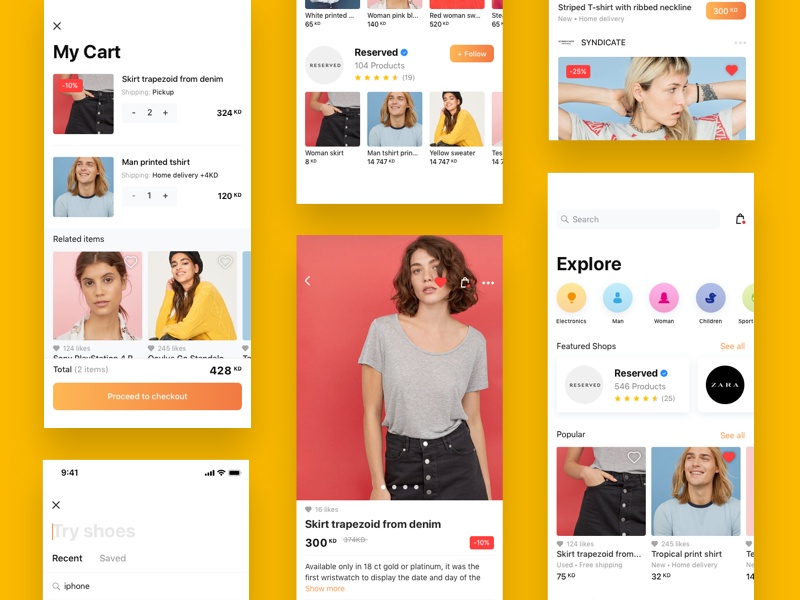 My Cart
-10%
Skirt trapezoid from denim
Shipping: Pickup
- 2 +
324 KD
Man printed tshirt
Shipping: Home delivery +4KD
- 1 +
120 KD
Related items
124 likes
245 likes
Sony PlayStation 4 P
Oculus Go Standalo
Total (2 items)
428 KD
Proceed to checkout
9:41
Try shoes
Recent
Saved
iphone
White printed ...
65 KD
Woman pink bl...
140 KD
Red woman sw...
520 KD
RESERVED
Reserved
104 Products
(19)
+ Follow
Woman skirt
8 KD
Man tshirt prin...
14 747 KD
Yellow sweater
14 747 KD
Tes
14
16 likes
Skirt trapezoid from denim
300 KD
374KD
-10%
Available only in 18 ct gold or platinum, it was the
first wristwatch to display the date and day of the
Show more
Striped T-shirt with ribbed neckline
New • Home delivery
300 KD
SYNDICATE
-25%
Search
Explore
Electronics
Man
Woman
Children
Sport
Featured Shops
See all
RESERVED
Reserved
546 Products
(25)
ZARA
Popular
See all
124 likes
Skirt trapezoid from...
Used • Free shipping
75 KD
245 likes
Tropical print shirt
New • Home delivery
32 KD
Te
Ne
14